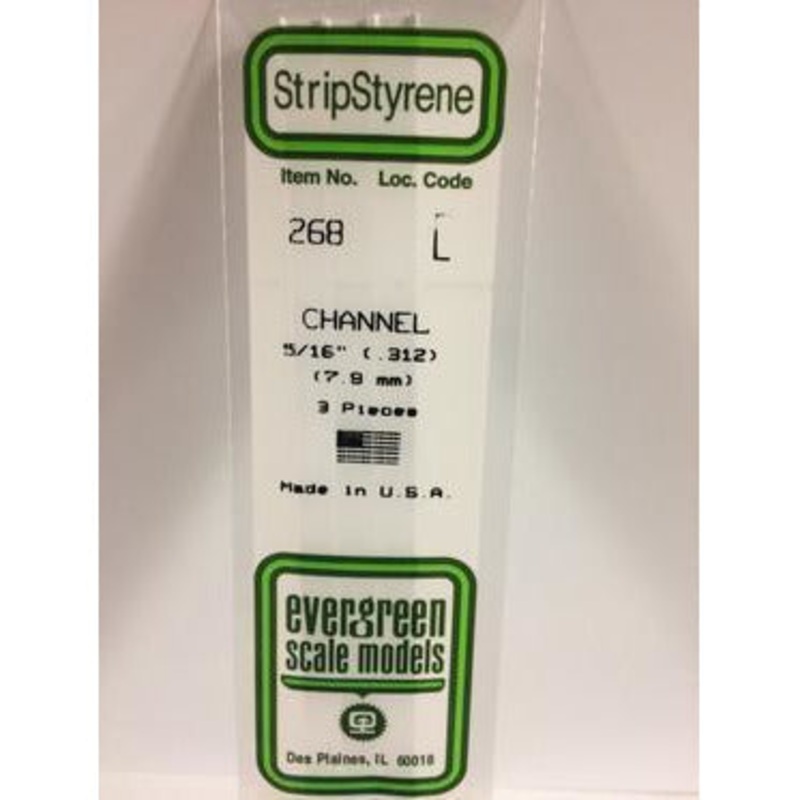 StripStyrene
Item No. Loc. Code
268 L
CHANNEL
5/16" (.312)
(7.9 mm)
3 Pieces
Made in U.S.A.
evergreen
scale models
Des Plaines, IL 60018